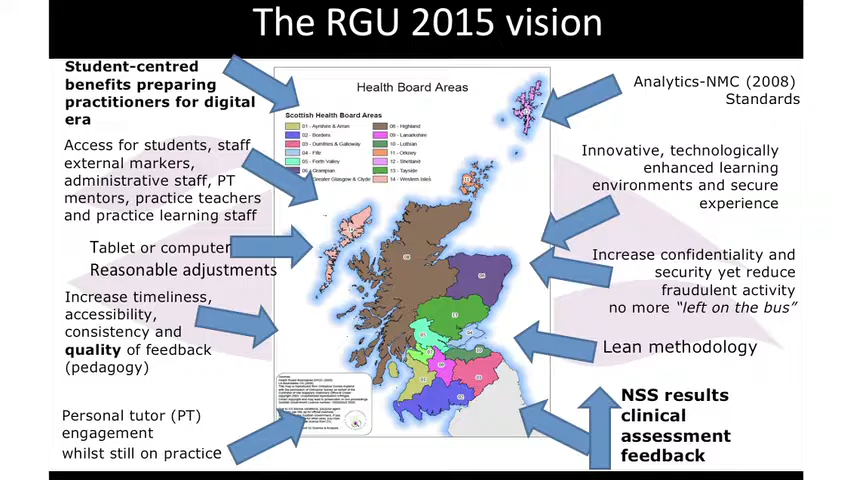 The RGU 2015 vision
Student-centred
benefits preparing
practitioners for digital
era
Access for students, staff
external markers,
administrative staff, PT
mentors, practice teachers
and practice learning staff
Tablet or computer
Reasonable adjustments
Increase timeliness,
accessibility,
consistency and
quality of feedback
(pedagogy)
Personal tutor (PT)
engagement
whilst still on practice
Health Board Areas
Scottish Health Board Areas
01 - Ayrshire & Arran
02 - Borders
03 - Dumfries & Galloway
04 - Fife
05 - Forth Valley
06 - Grampian
Greater Glasgow & Clyde
08 - Highland
09 - Lanarkshire
10 - Lothian
11 - Orkney
12 - Shetland
13 - Tayside
14 - Western Isles
Analytics-NMC (2008)
Standards
Innovative, technologically
enhanced learning
environments and secure
experience
Increase confidentiality and
security yet reduce
fraudulent activity
no more “left on the bus”
Lean methodology
NSS results
clinical
assessment
feedback